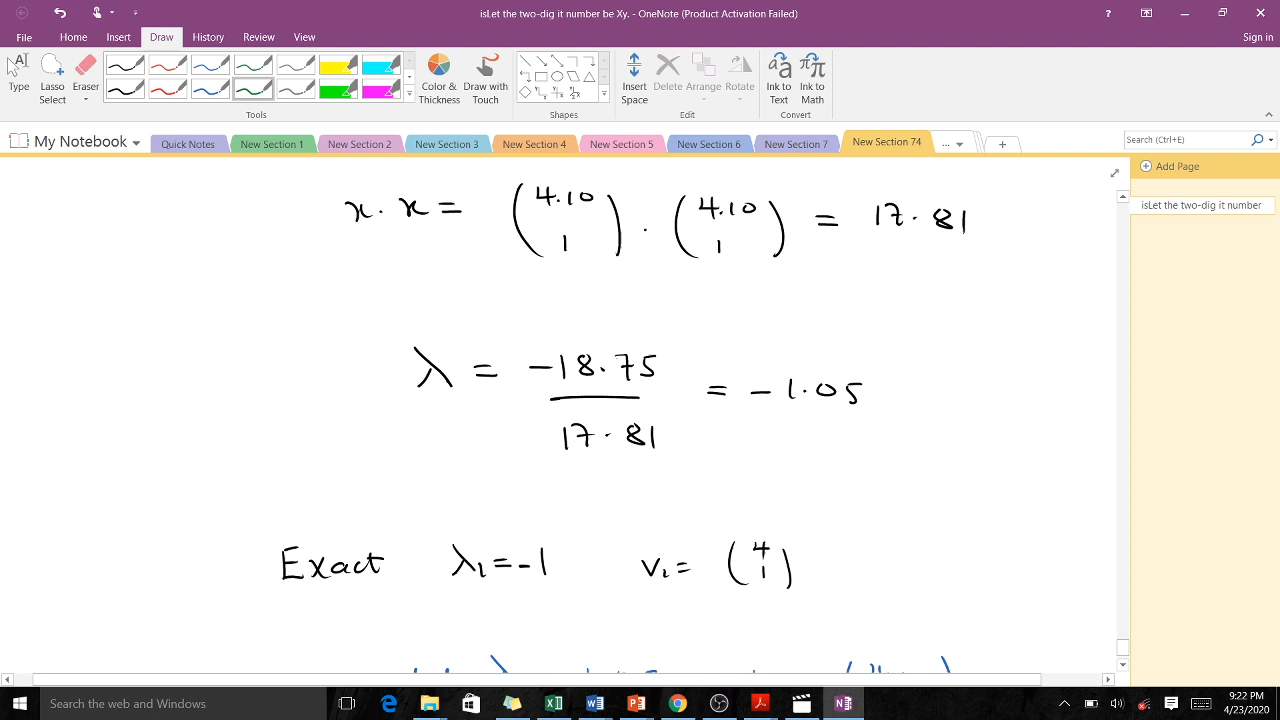 isLet the two-dig it number be Xy. - OneNote (Product Activation Failed)
File Home Insert Draw History Review View Sign in
Type Lasso Select Eraser Color & Thickness Draw with Touch Insert Space Delete Arrange Rotate Ink to Text Ink to Math
Tools Shapes Edit Convert
My Notebook Quick Notes New Section 1 New Section 2 New Section 3 New Section 4 New Section 5 New Section 6 New Section 7 New Section 74 ... + Search (Ctrl+E)
Add Page
isLet the two-dig it number
x . x = (4.10 1) . (4.10 1) = 17.81
λ = -18.75 / 17.81 = -1.05
Exact λ1 = -1 v1 = (4 1)
Search the web and Windows
9:22 PM
4/23/2020